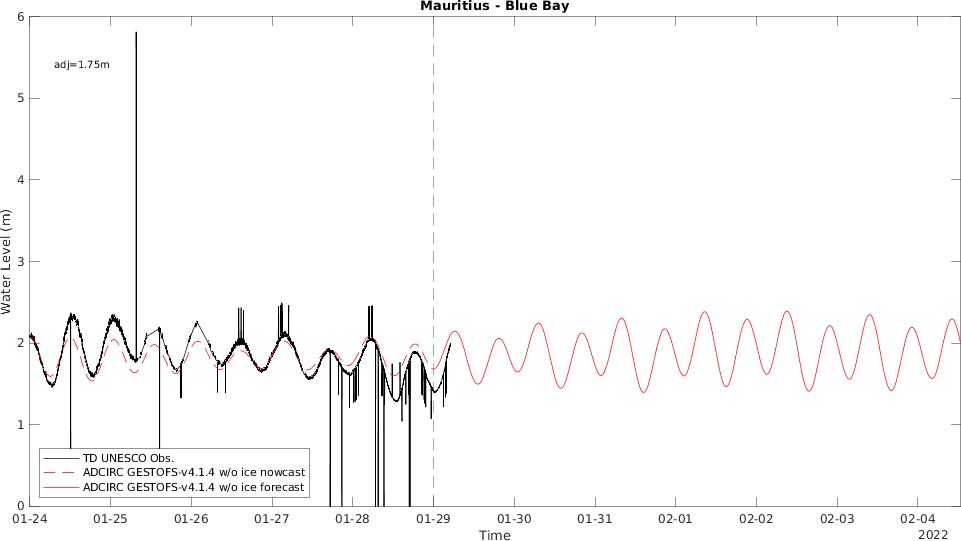 Mauritius - Blue Bay
Water Level (m)
6
5
4
3
2
1
0
adj=1.75m
TD UNESCO Obs.
ADCIRC GESTOFS-v4.1.4 w/o ice nowcast
ADCIRC GESTOFS-v4.1.4 w/o ice forecast
01-24 01-25 01-26 01-27 01-28 01-29 01-30 01-31 02-01 02-02 02-03 02-04
Time
2022